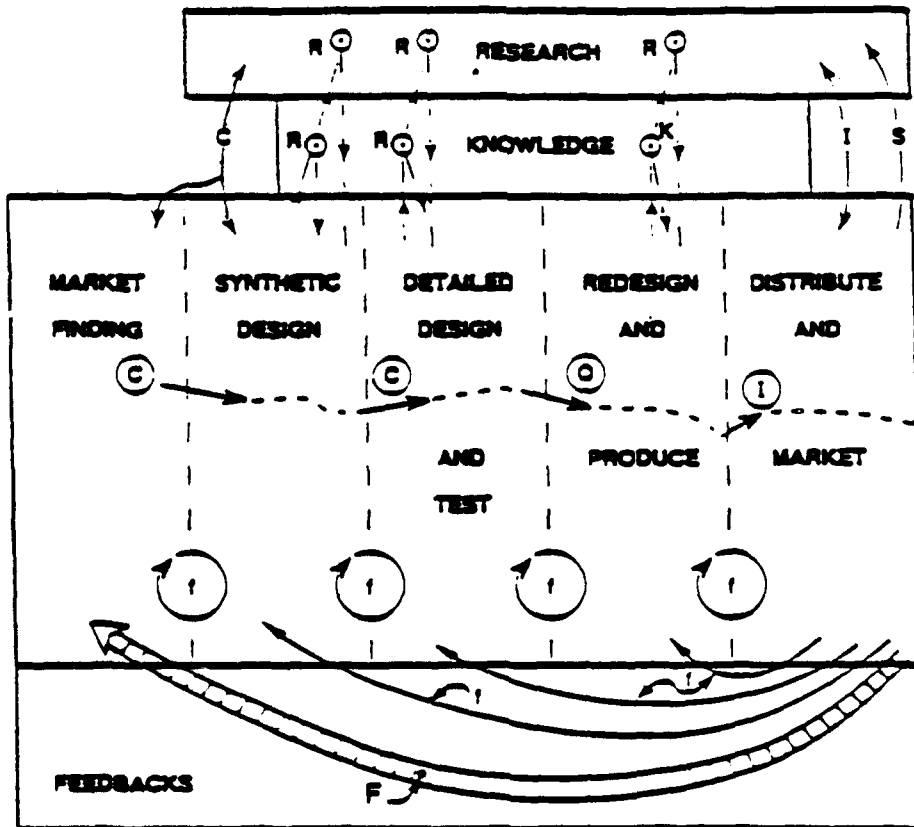 R R R
RESEARCH
C R R KNOWLEDGE K I S
MARKET SYNTHETIC DETAILED REDESIGN DISTRIBUTE
FINDING DESIGN DESIGN AND AND
C C O I
AND PRODUCE MARKET
TEST
f f f f
f f
FEEDBACKS F